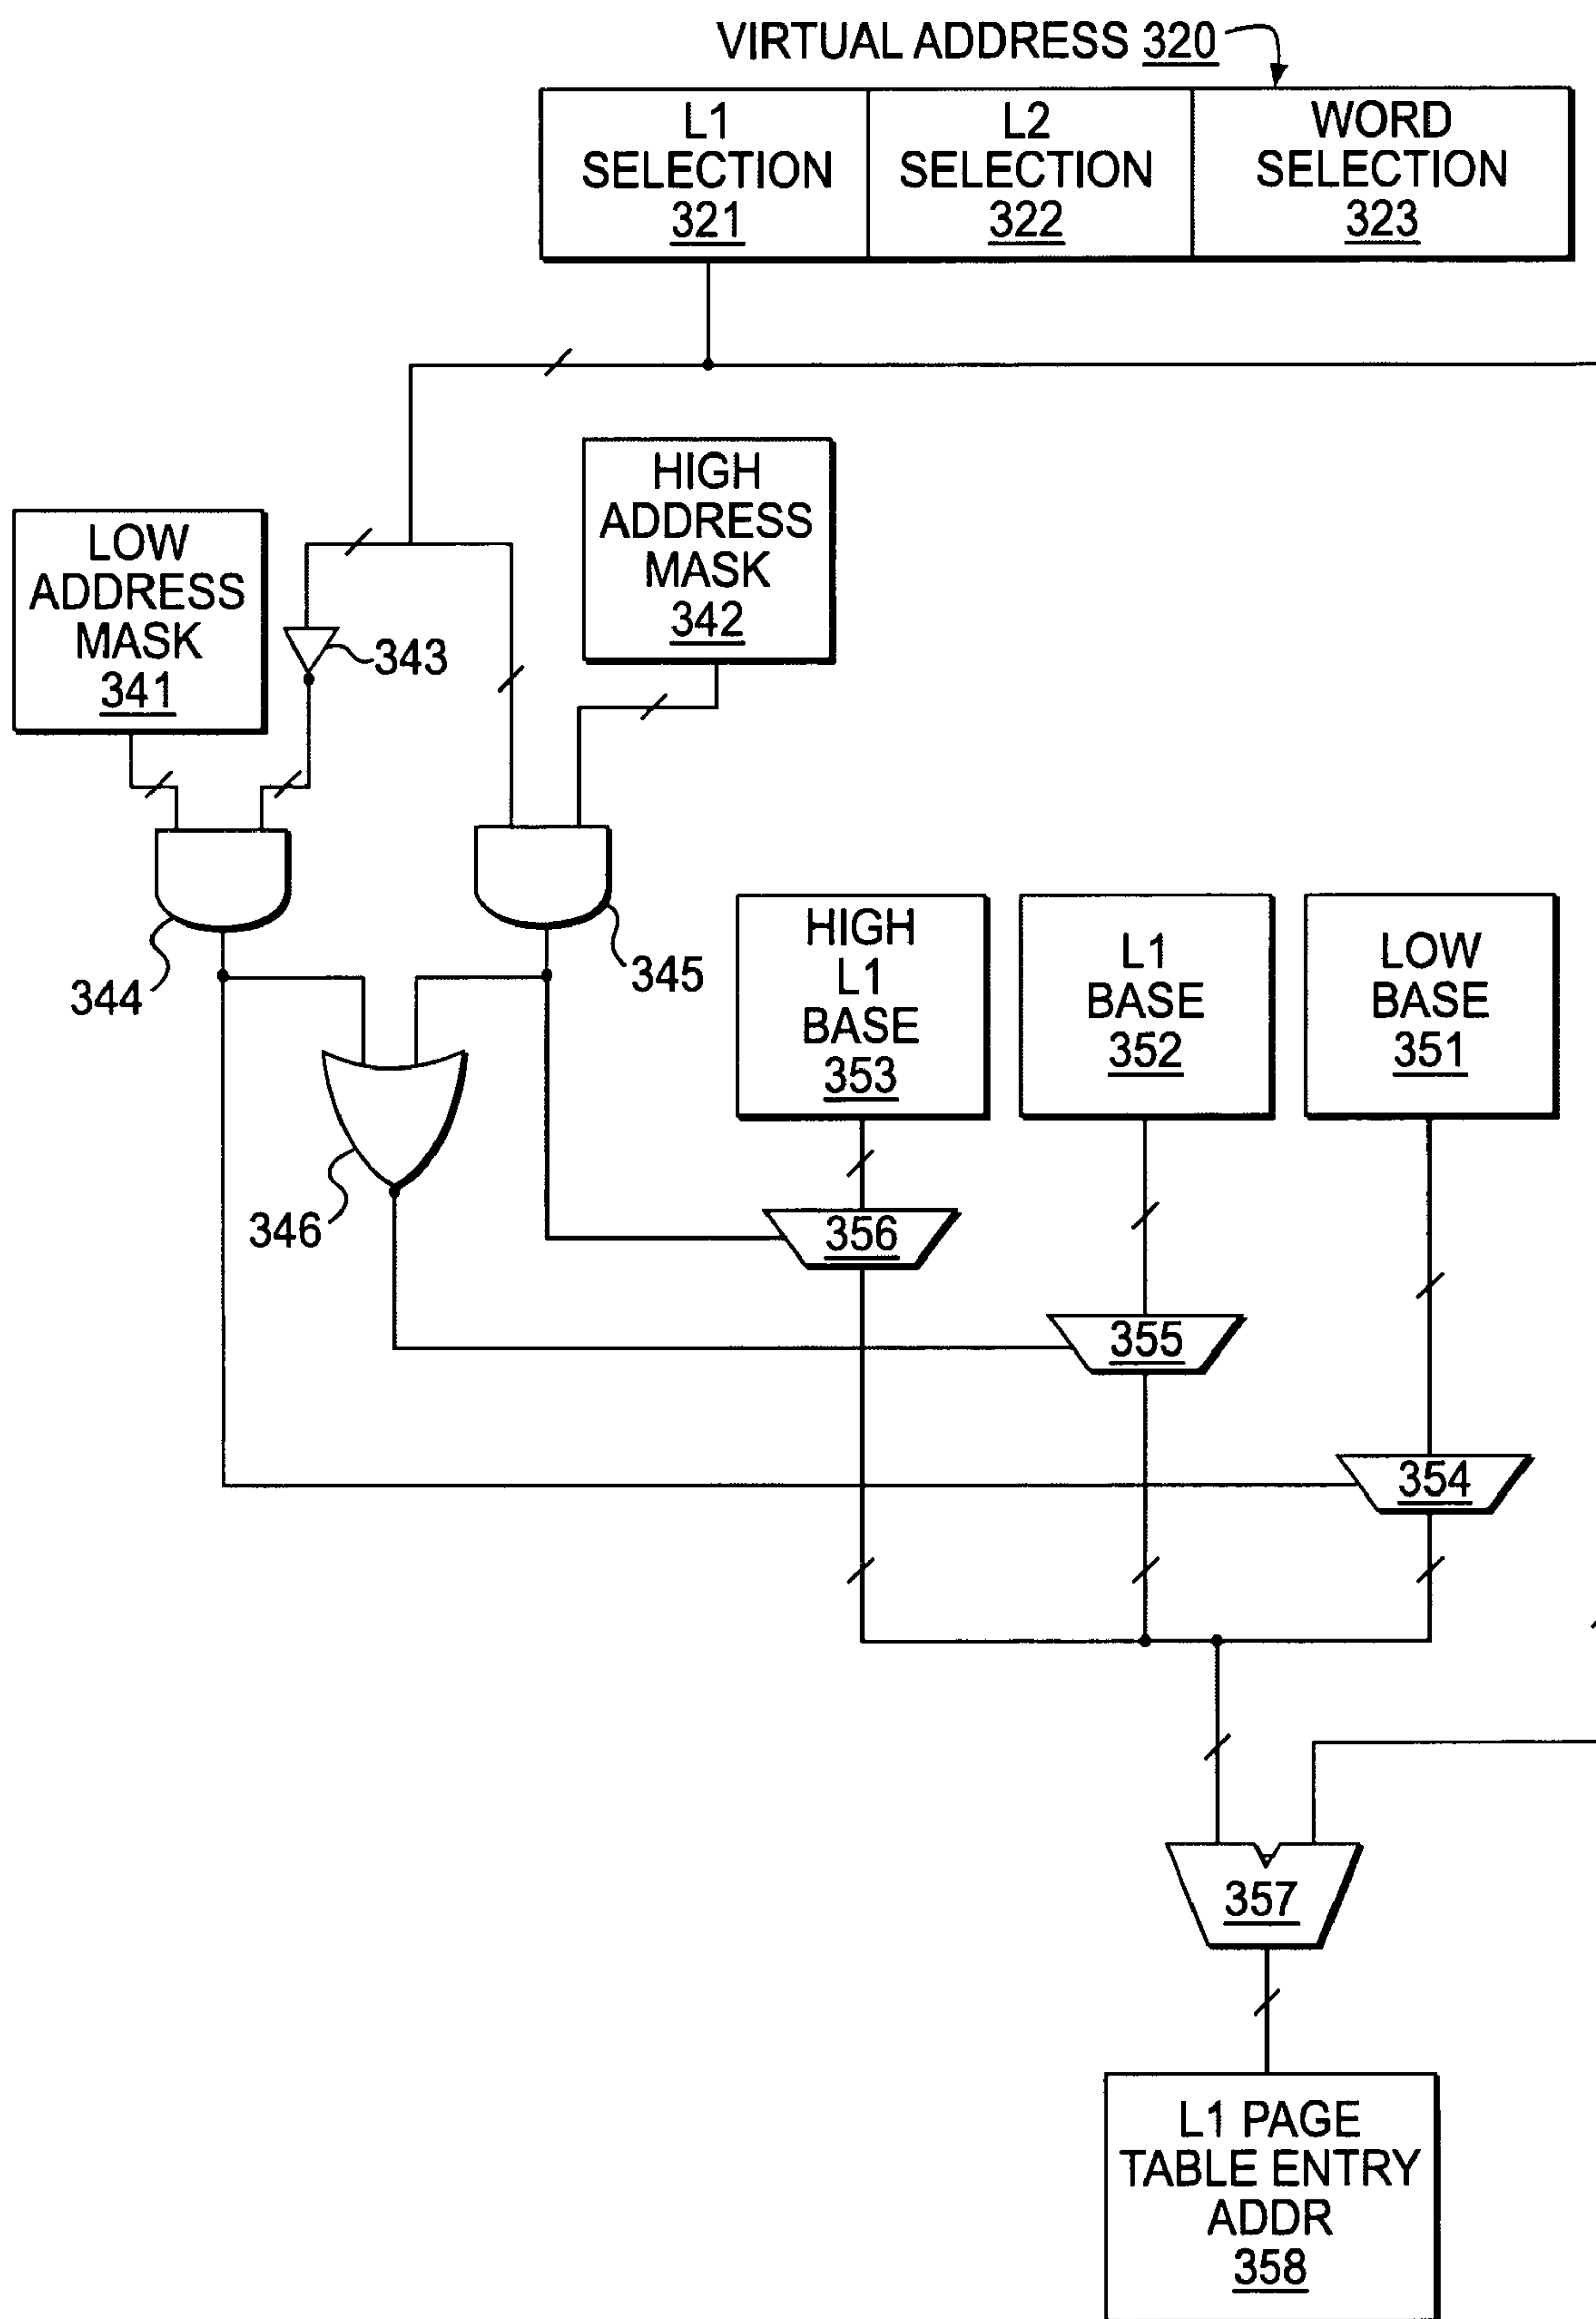 VIRTUAL ADDRESS 320
L1
SELECTION
321
L2
SELECTION
322
WORD
SELECTION
323
LOW
ADDRESS
MASK
341
343
HIGH
ADDRESS
MASK
342
344
345
346
HIGH
L1
BASE
353
L1
BASE
352
LOW
BASE
351
356
355
354
357
L1 PAGE
TABLE ENTRY
ADDR
358